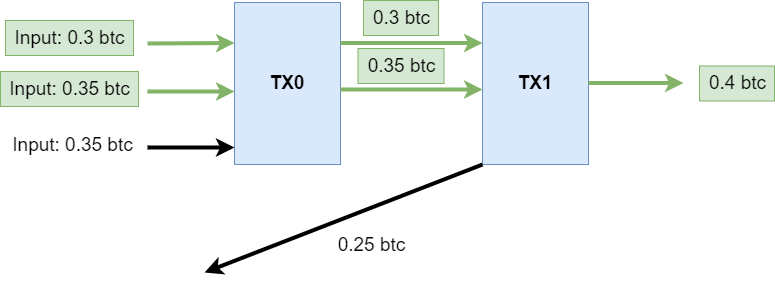 Input: 0.3 btc
0.3 btc
Input: 0.35 btc
TX0
0.35 btc
TX1
0.4 btc
Input: 0.35 btc
0.25 btc